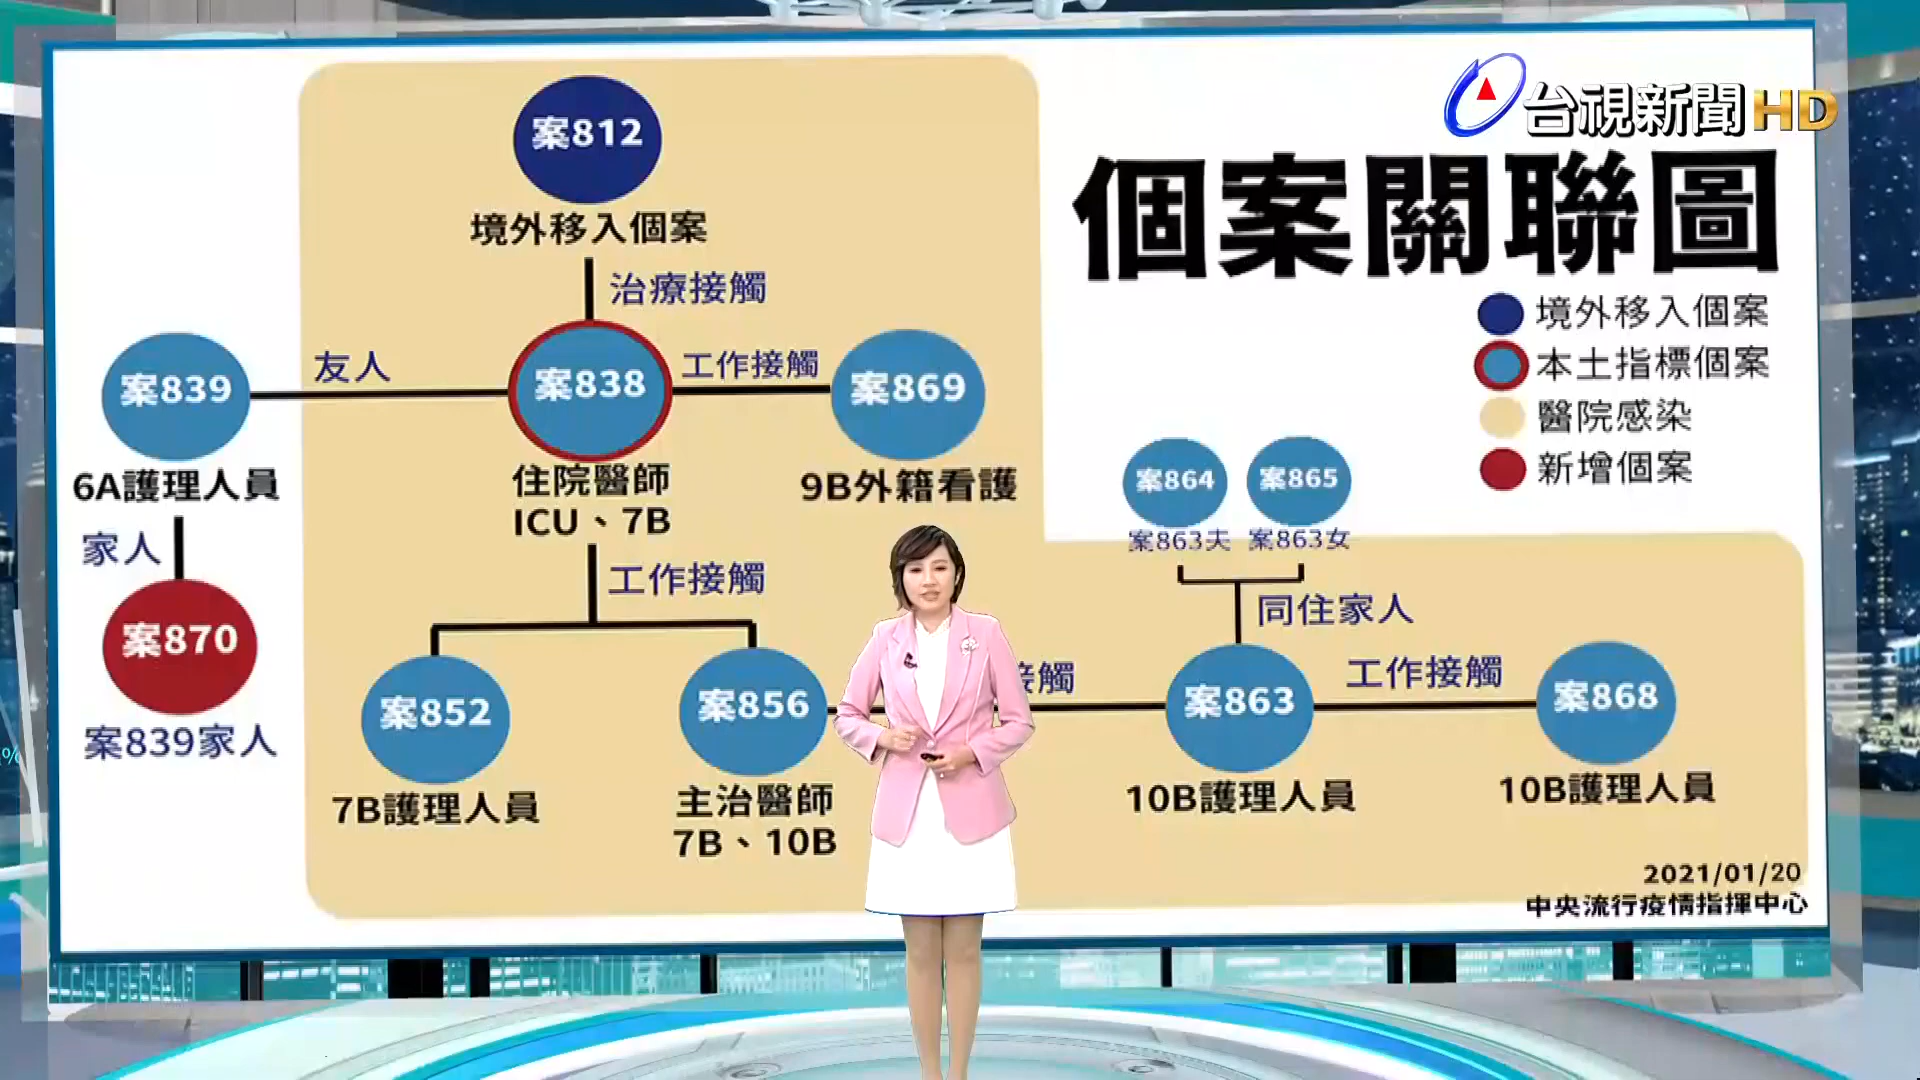 台視新聞HD
個案關聯圖
境外移入個案
本土指標個案
醫院感染
新增個案
案812
境外移入個案
治療接觸
案839
友人
案838
工作接觸
案869
6A護理人員
住院醫師
ICU、7B
9B外籍看護
家人
工作接觸
案870
案839家人
案852
7B護理人員
案856
主治醫師
7B、10B
接觸
案864
案865
案863夫
案863女
同住家人
案863
工作接觸
案868
10B護理人員
10B護理人員
2021/01/20
中央流行疫情指揮中心
%